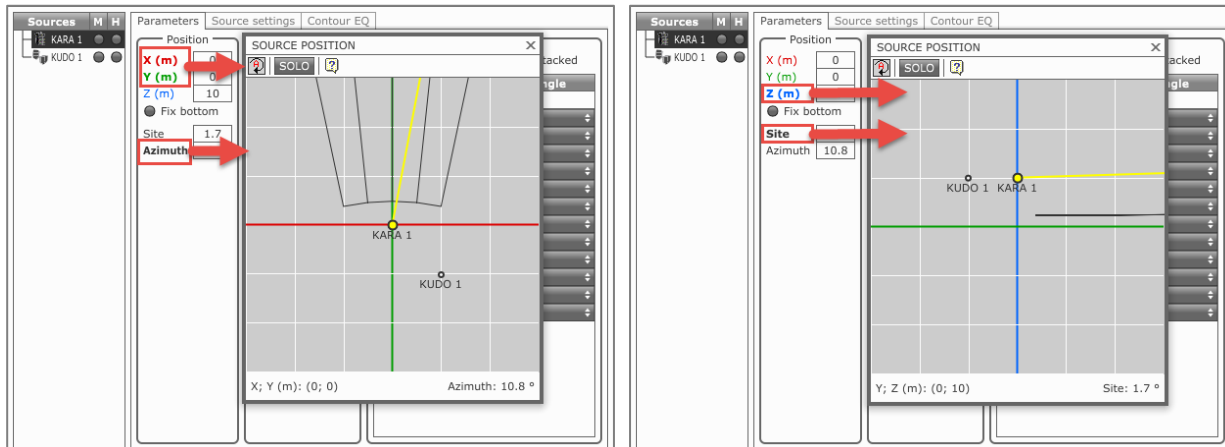 Sources M H
KARA 1
KUDO 1
Parameters Source settings Contour EQ
Position
X (m) 0
Y (m) 0
Z (m) 10
Fix bottom
Site 1.7
Azimuth
SOURCE POSITION
SOLO
KARA 1
KUDO 1
X; Y (m): (0; 0) Azimuth: 10.8 °
tacked
gle
Sources M H
KARA 1
KUDO 1
Parameters Source settings Contour EQ
Position
X (m) 0
Y (m) 0
Z (m)
Fix bottom
Site
Azimuth 10.8
SOURCE POSITION
SOLO
KUDO 1 KARA 1
Y; Z (m): (0; 10) Site: 1.7 °
tacked
gle